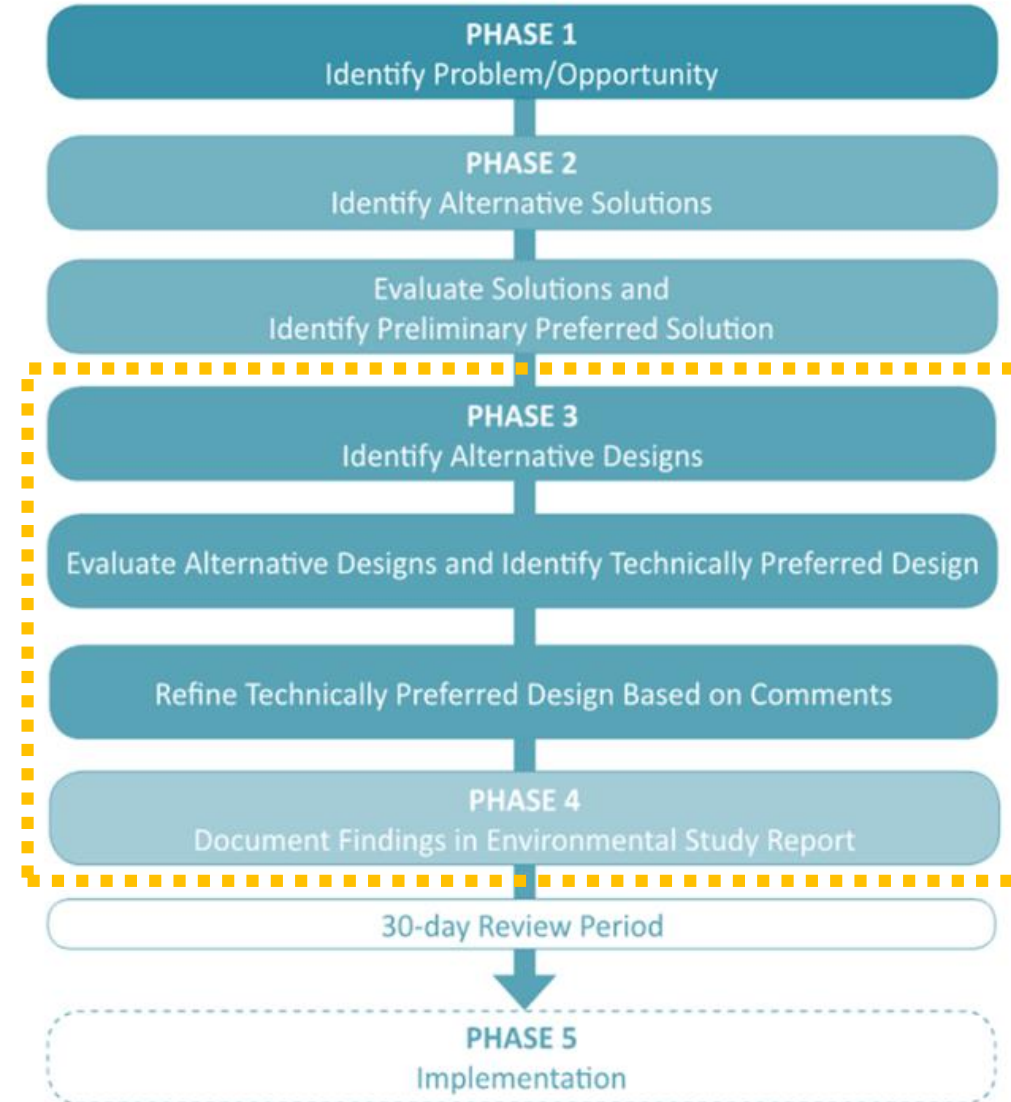 PHASE 1
Identify Problem/Opportunity
PHASE 2
Identify Alternative Solutions
Evaluate Solutions and
Identify Preliminary Preferred Solution
PHASE 3
Identify Alternative Designs
Evaluate Alternative Designs and Identify Technically Preferred Design
Refine Technically Preferred Design Based on Comments
PHASE 4
Document Findings in Environmental Study Report
30-day Review Period
PHASE 5
Implementation